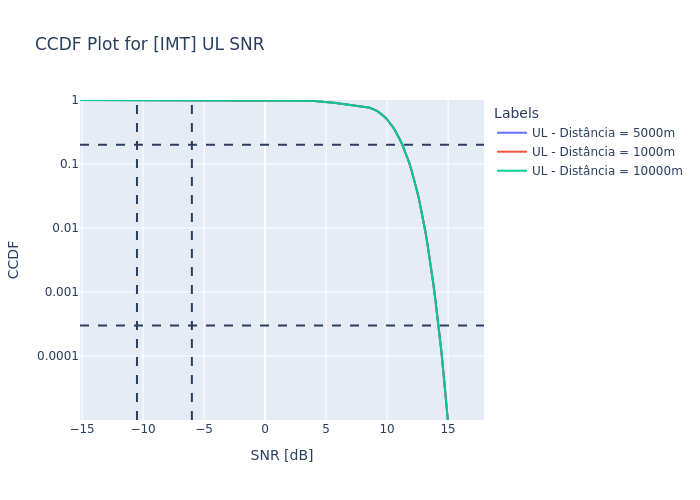 CCDF Plot for [IMT] UL SNR
Labels
UL - Distância = 5000m
UL - Distância = 1000m
UL - Distância = 10000m
CCDF
1
0.1
0.01
0.001
0.0001
−15
−10
−5
0
5
10
15
SNR [dB]